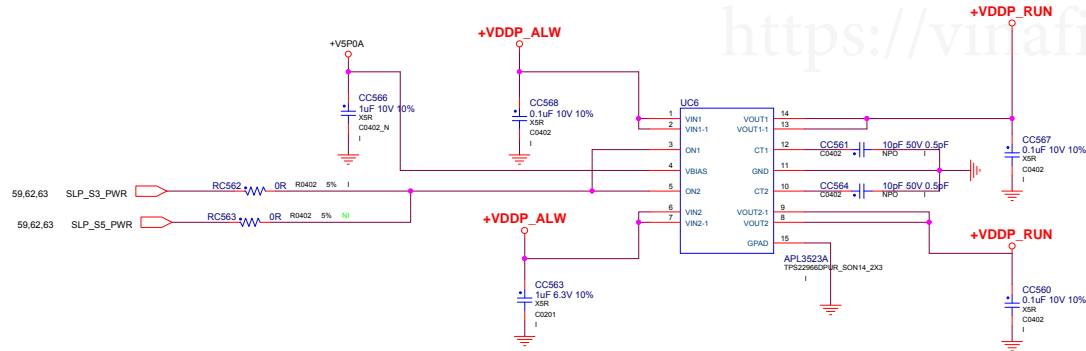 https://vinafi
+VDDP_RUN
+VDDP_ALW
+V5P0A
CC566
1uF 10V 10%
X5R
C0402_N
I
CC568
0.1uF 10V 10%
X5R
C0402
I
UC6
1 VIN1 VOUT1 14
2 VIN1-1 VOUT1-1 13
3 ON1 CT1 12
4 VBIAS GND 11
5 ON2 CT2 10
6 VIN2 VOUT2-1 9
7 VIN2-1 VOUT2 8
GPAD 15
APL3523A
TPS22966DPUR_SON14_2X3
I
CC561 10pF 50V 0.5pF
C0402 NPO I
CC564 10pF 50V 0.5pF
C0402 NPO I
CC567
0.1uF 10V 10%
X5R
C0402
I
59,62,63 SLP_S3_PWR RC562 0R R0402 5% I
59,62,63 SLP_S5_PWR RC563 0R R0402 5% NI
+VDDP_ALW
CC563
1uF 6.3V 10%
X5R
C0201
I
+VDDP_RUN
CC560
0.1uF 10V 10%
X5R
C0402
I